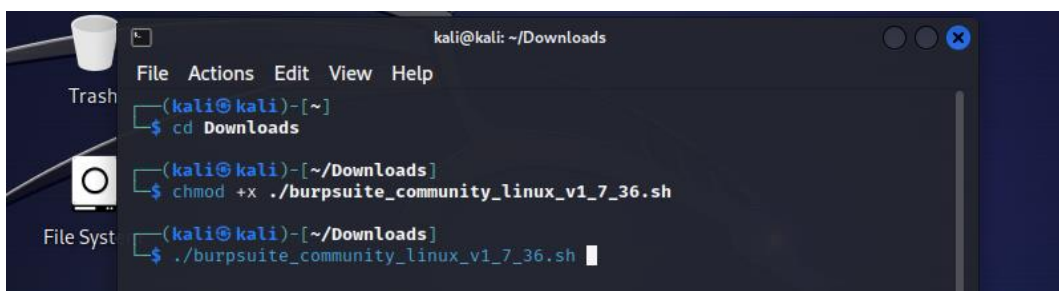 kali@kali: ~/Downloads
File Actions Edit View Help
Trash
┌──(kali㉿kali)-[~]
└─$ cd Downloads
┌──(kali㉿kali)-[~/Downloads]
└─$ chmod +x ./burpsuite_community_linux_v1_7_36.sh
File Syst
┌──(kali㉿kali)-[~/Downloads]
└─$ ./burpsuite_community_linux_v1_7_36.sh